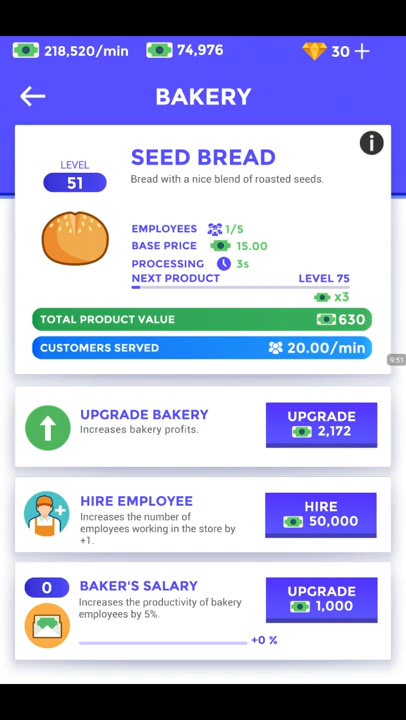 218,520/min 74,976 30 +
BAKERY
SEED BREAD
Bread with a nice blend of roasted seeds.
LEVEL
51
EMPLOYEES 1/5
BASE PRICE 15.00
PROCESSING 3s
NEXT PRODUCT LEVEL 75
x3
TOTAL PRODUCT VALUE 630
CUSTOMERS SERVED 20.00/min
9:51
UPGRADE BAKERY
Increases bakery profits.
UPGRADE
2,172
HIRE EMPLOYEE
Increases the number of
employees working in the store by
+1.
HIRE
50,000
0
BAKER'S SALARY
Increases the productivity of bakery
employees by 5%.
+0 %
UPGRADE
1,000